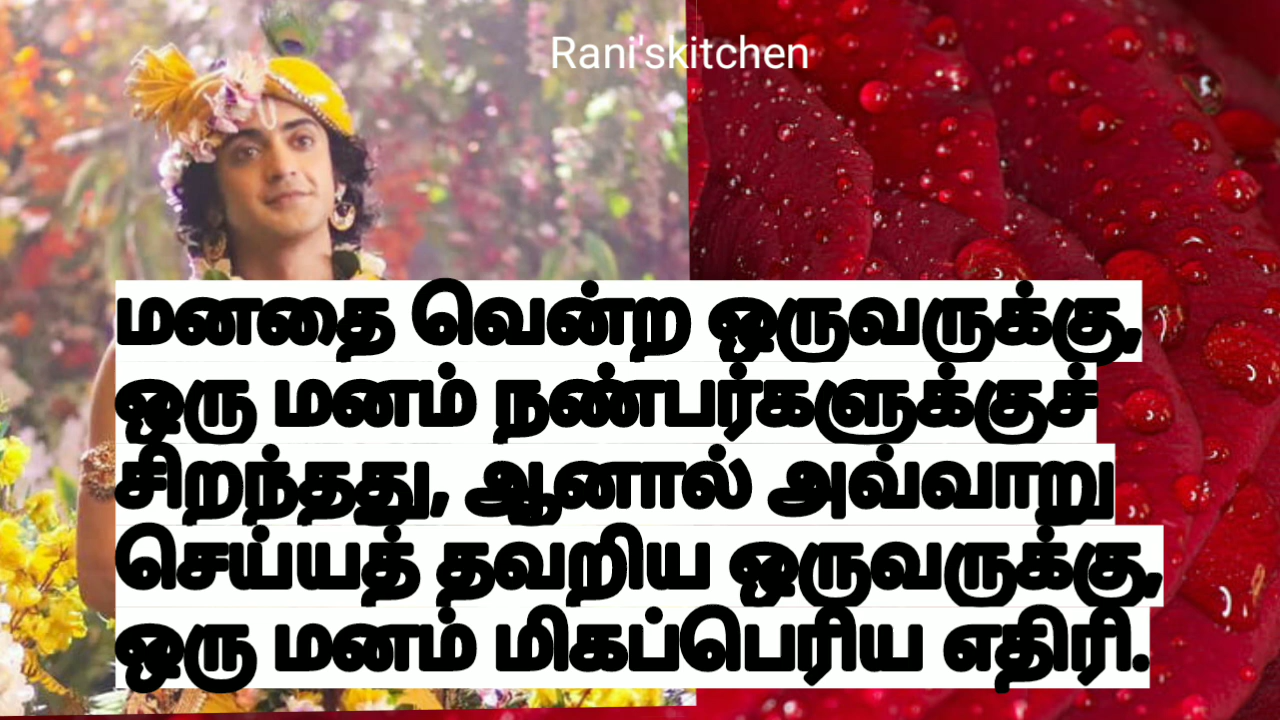 Rani'skitchen
மனதை வென்ற ஒருவருக்கு,
ஒரு மனம் நண்பர்களுக்குச்
சிறந்தது, ஆனால் அவ்வாறு
செய்யத் தவறிய ஒருவருக்கு,
ஒரு மனம் மிகப்பெரிய எதிரி.